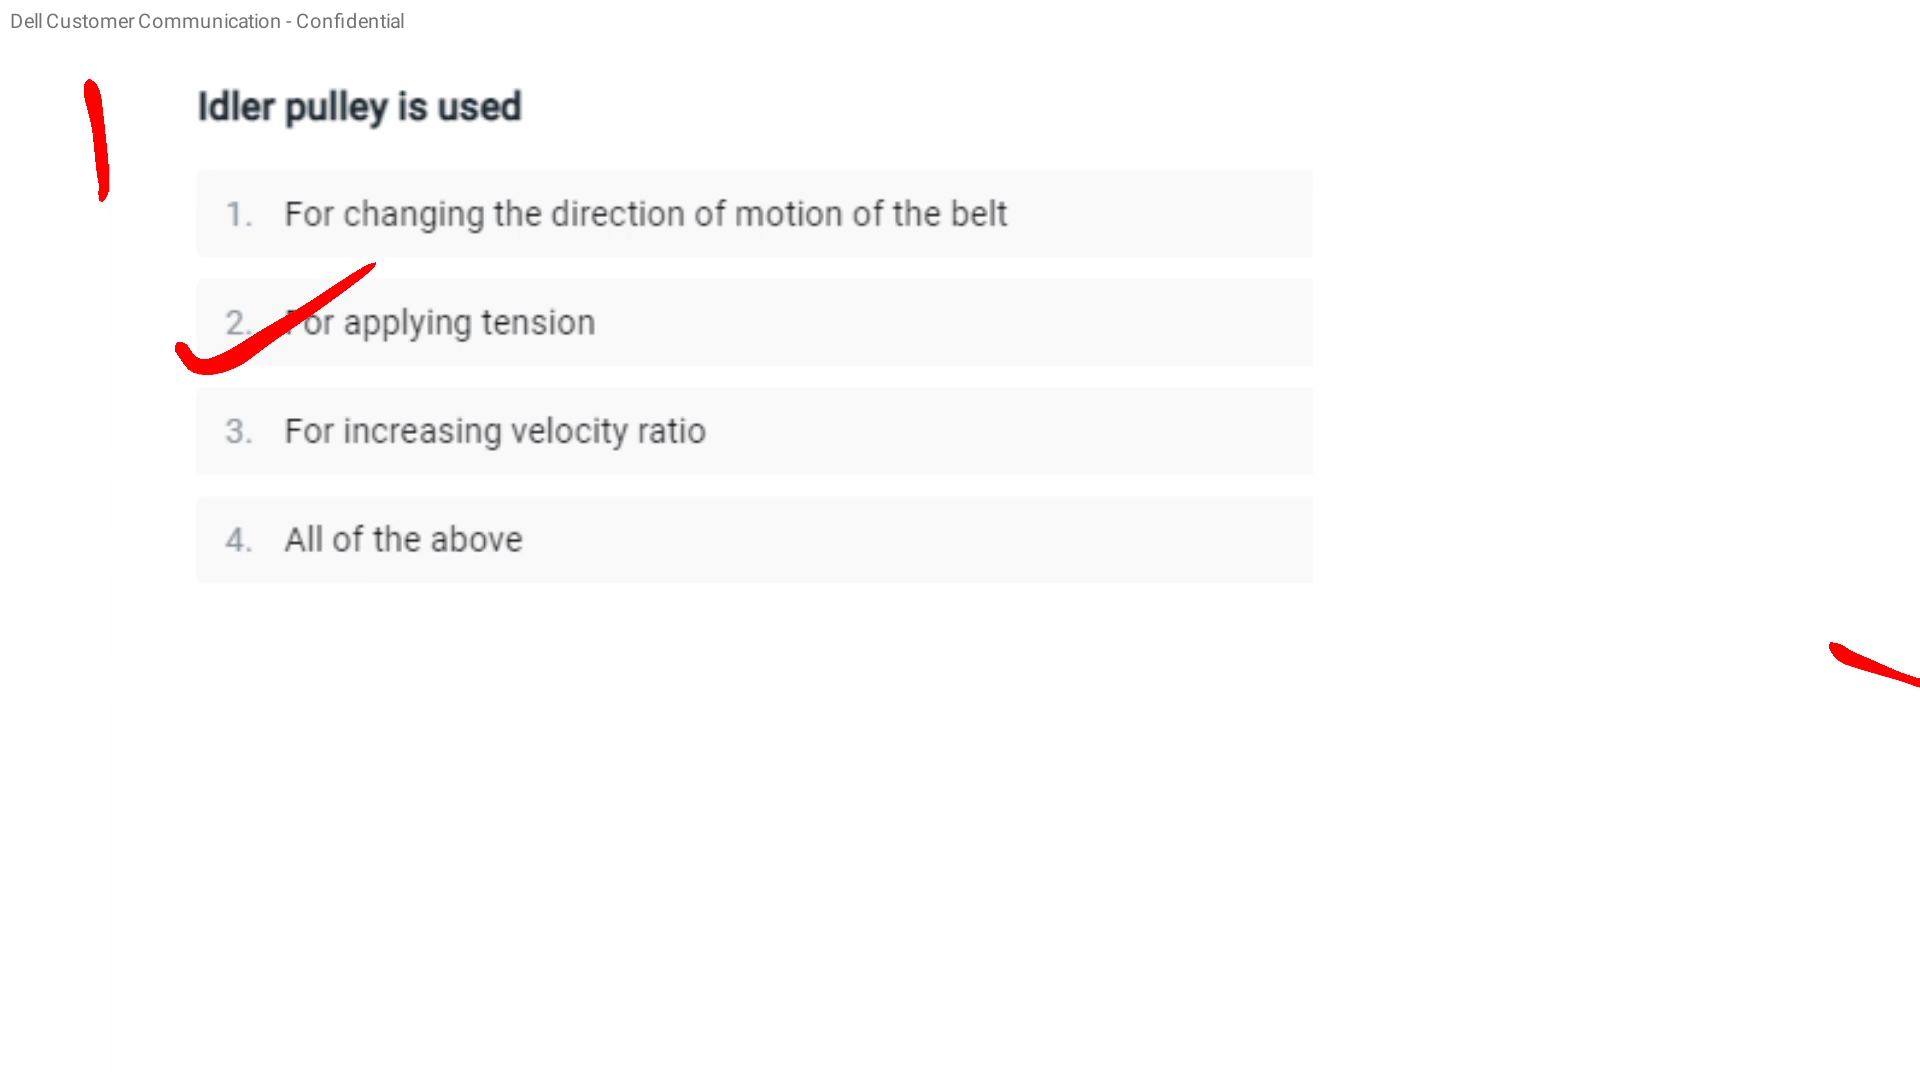 Dell Customer Communication - Confidential
Idler pulley is used
1. For changing the direction of motion of the belt
2. For applying tension
3. For increasing velocity ratio
4. All of the above